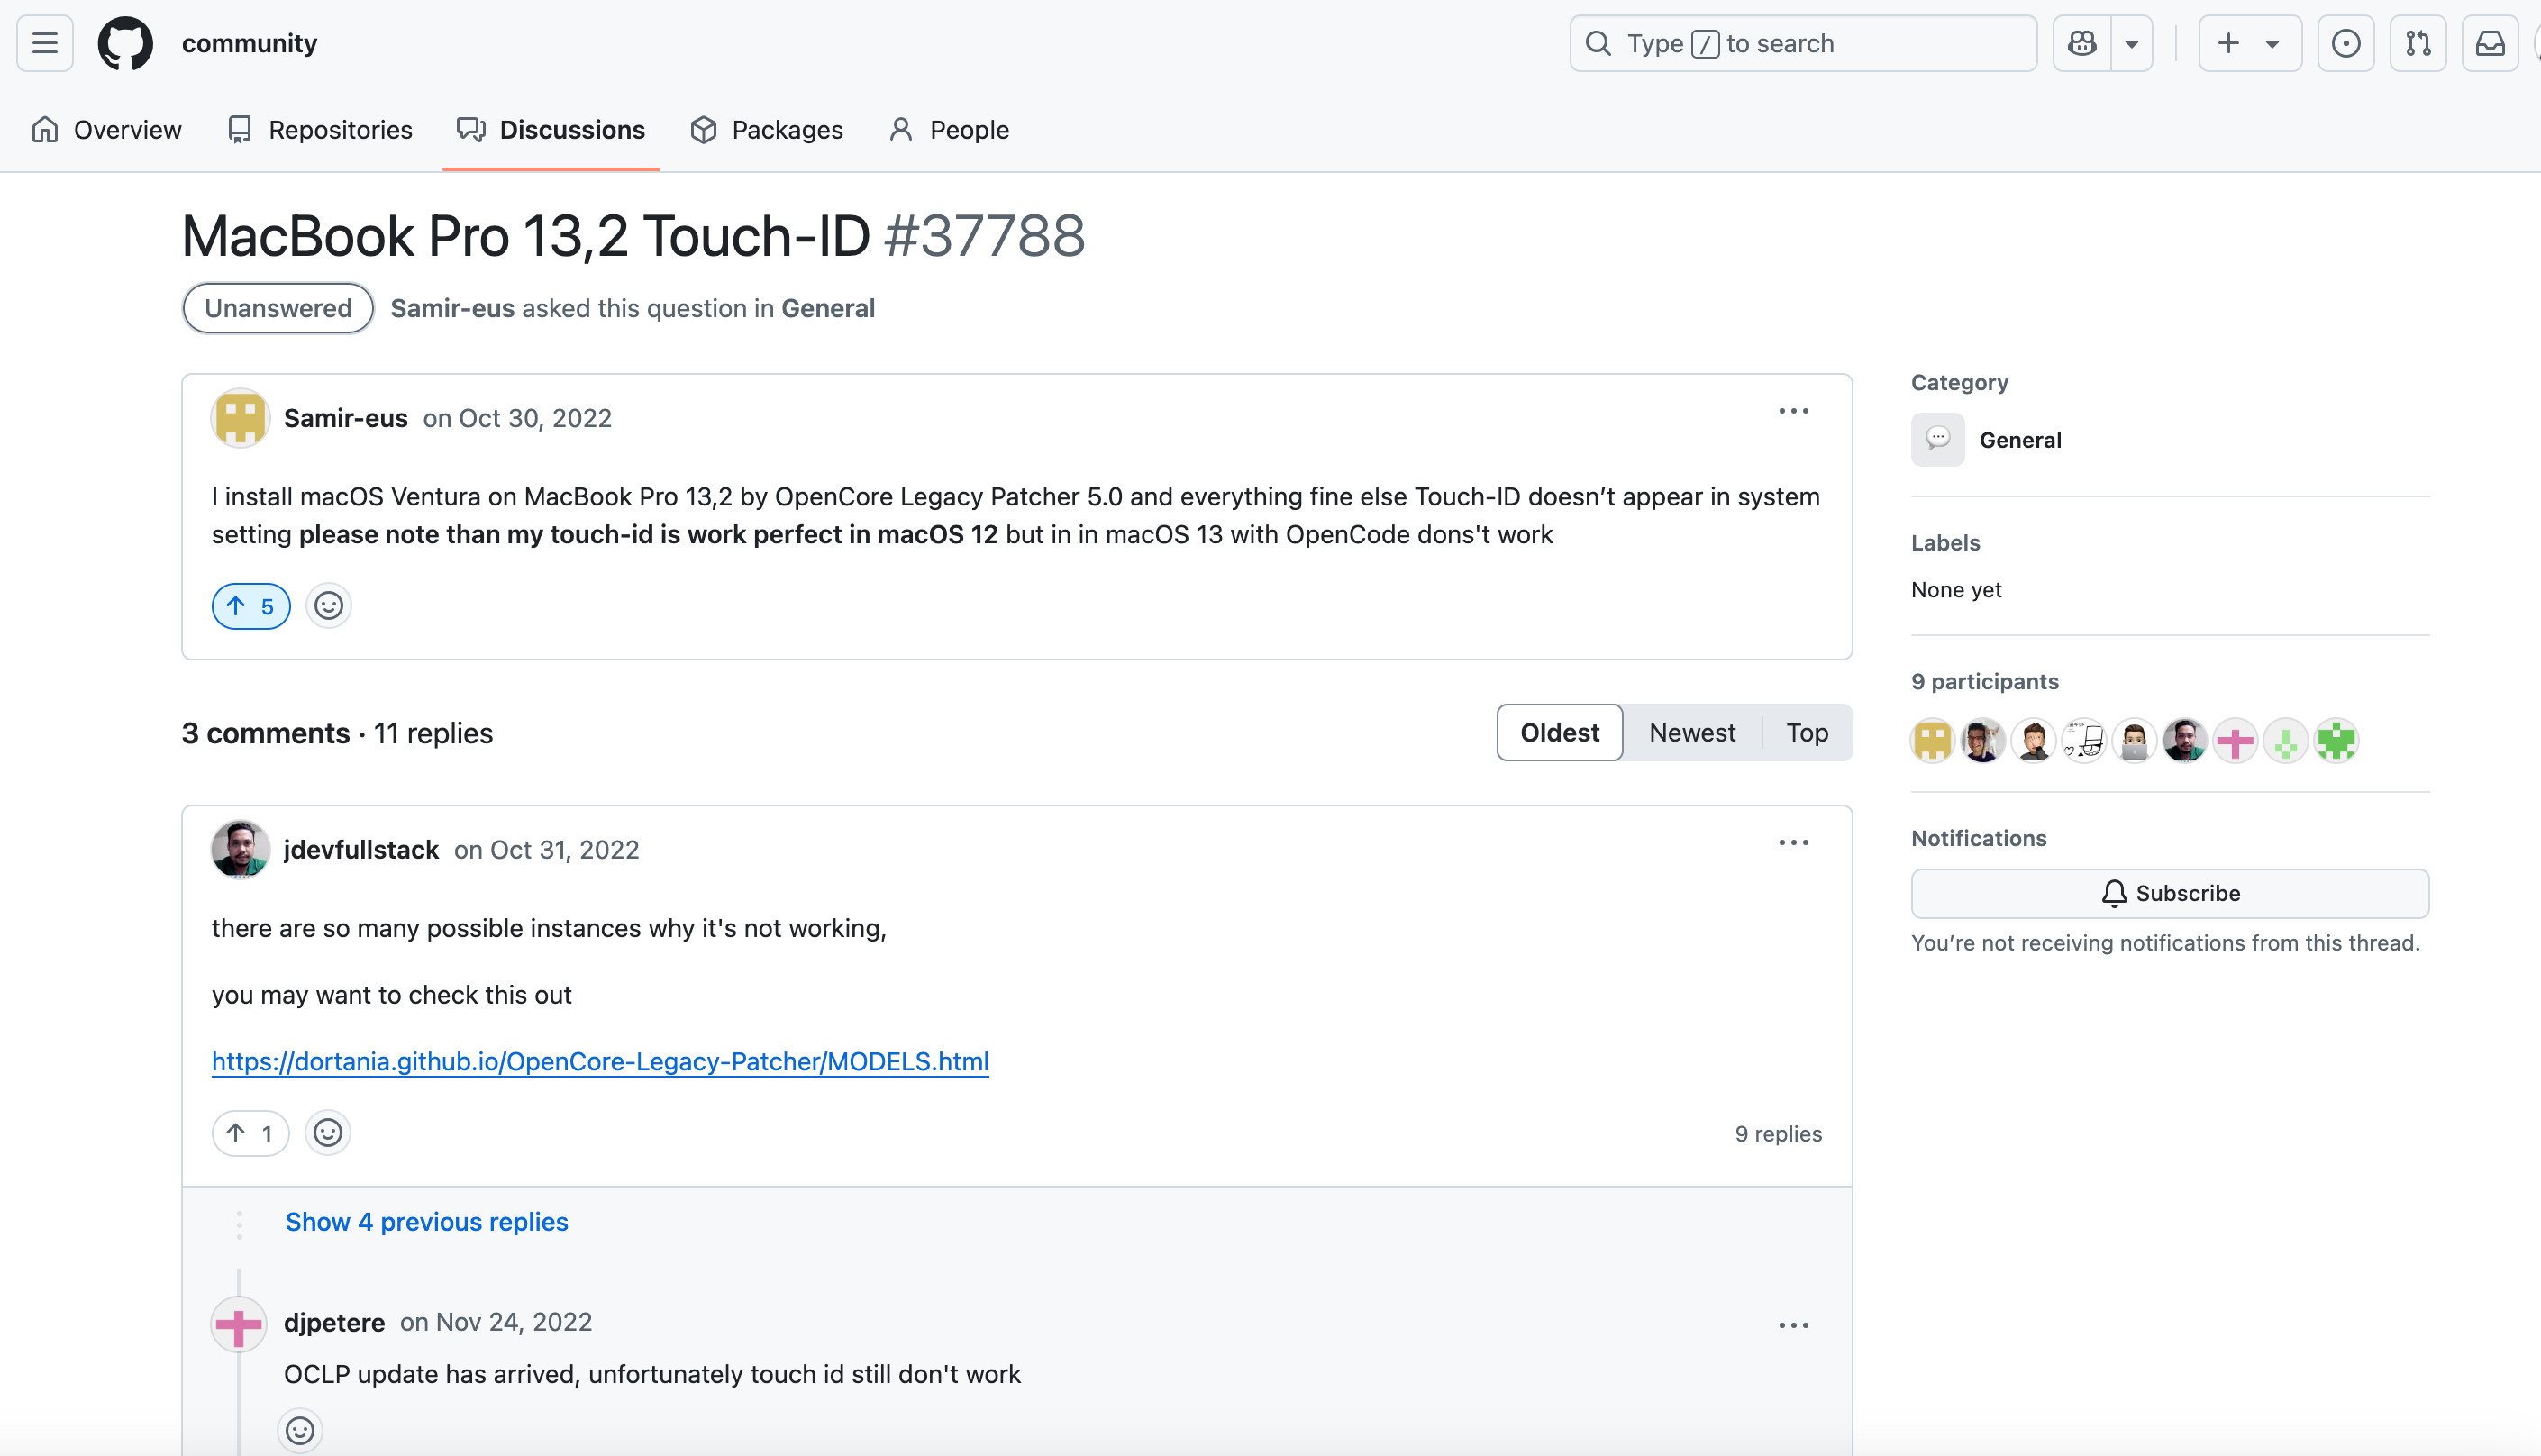 community
Type / to search
Overview
Repositories
Discussions
Packages
People
MacBook Pro 13,2 Touch-ID #37788
Unanswered
Samir-eus asked this question in General
Samir-eus on Oct 30, 2022
I install macOS Ventura on MacBook Pro 13,2 by OpenCore Legacy Patcher 5.0 and everything fine else Touch-ID doesn’t appear in system
setting please note than my touch-id is work perfect in macOS 12 but in in macOS 13 with OpenCode dons't work
5
3 comments · 11 replies
Oldest
Newest
Top
jdevfullstack on Oct 31, 2022
there are so many possible instances why it's not working,
you may want to check this out
https://dortania.github.io/OpenCore-Legacy-Patcher/MODELS.html
1
9 replies
Show 4 previous replies
djpetere on Nov 24, 2022
OCLP update has arrived, unfortunately touch id still don't work
Category
General
Labels
None yet
9 participants
Notifications
Subscribe
You’re not receiving notifications from this thread.